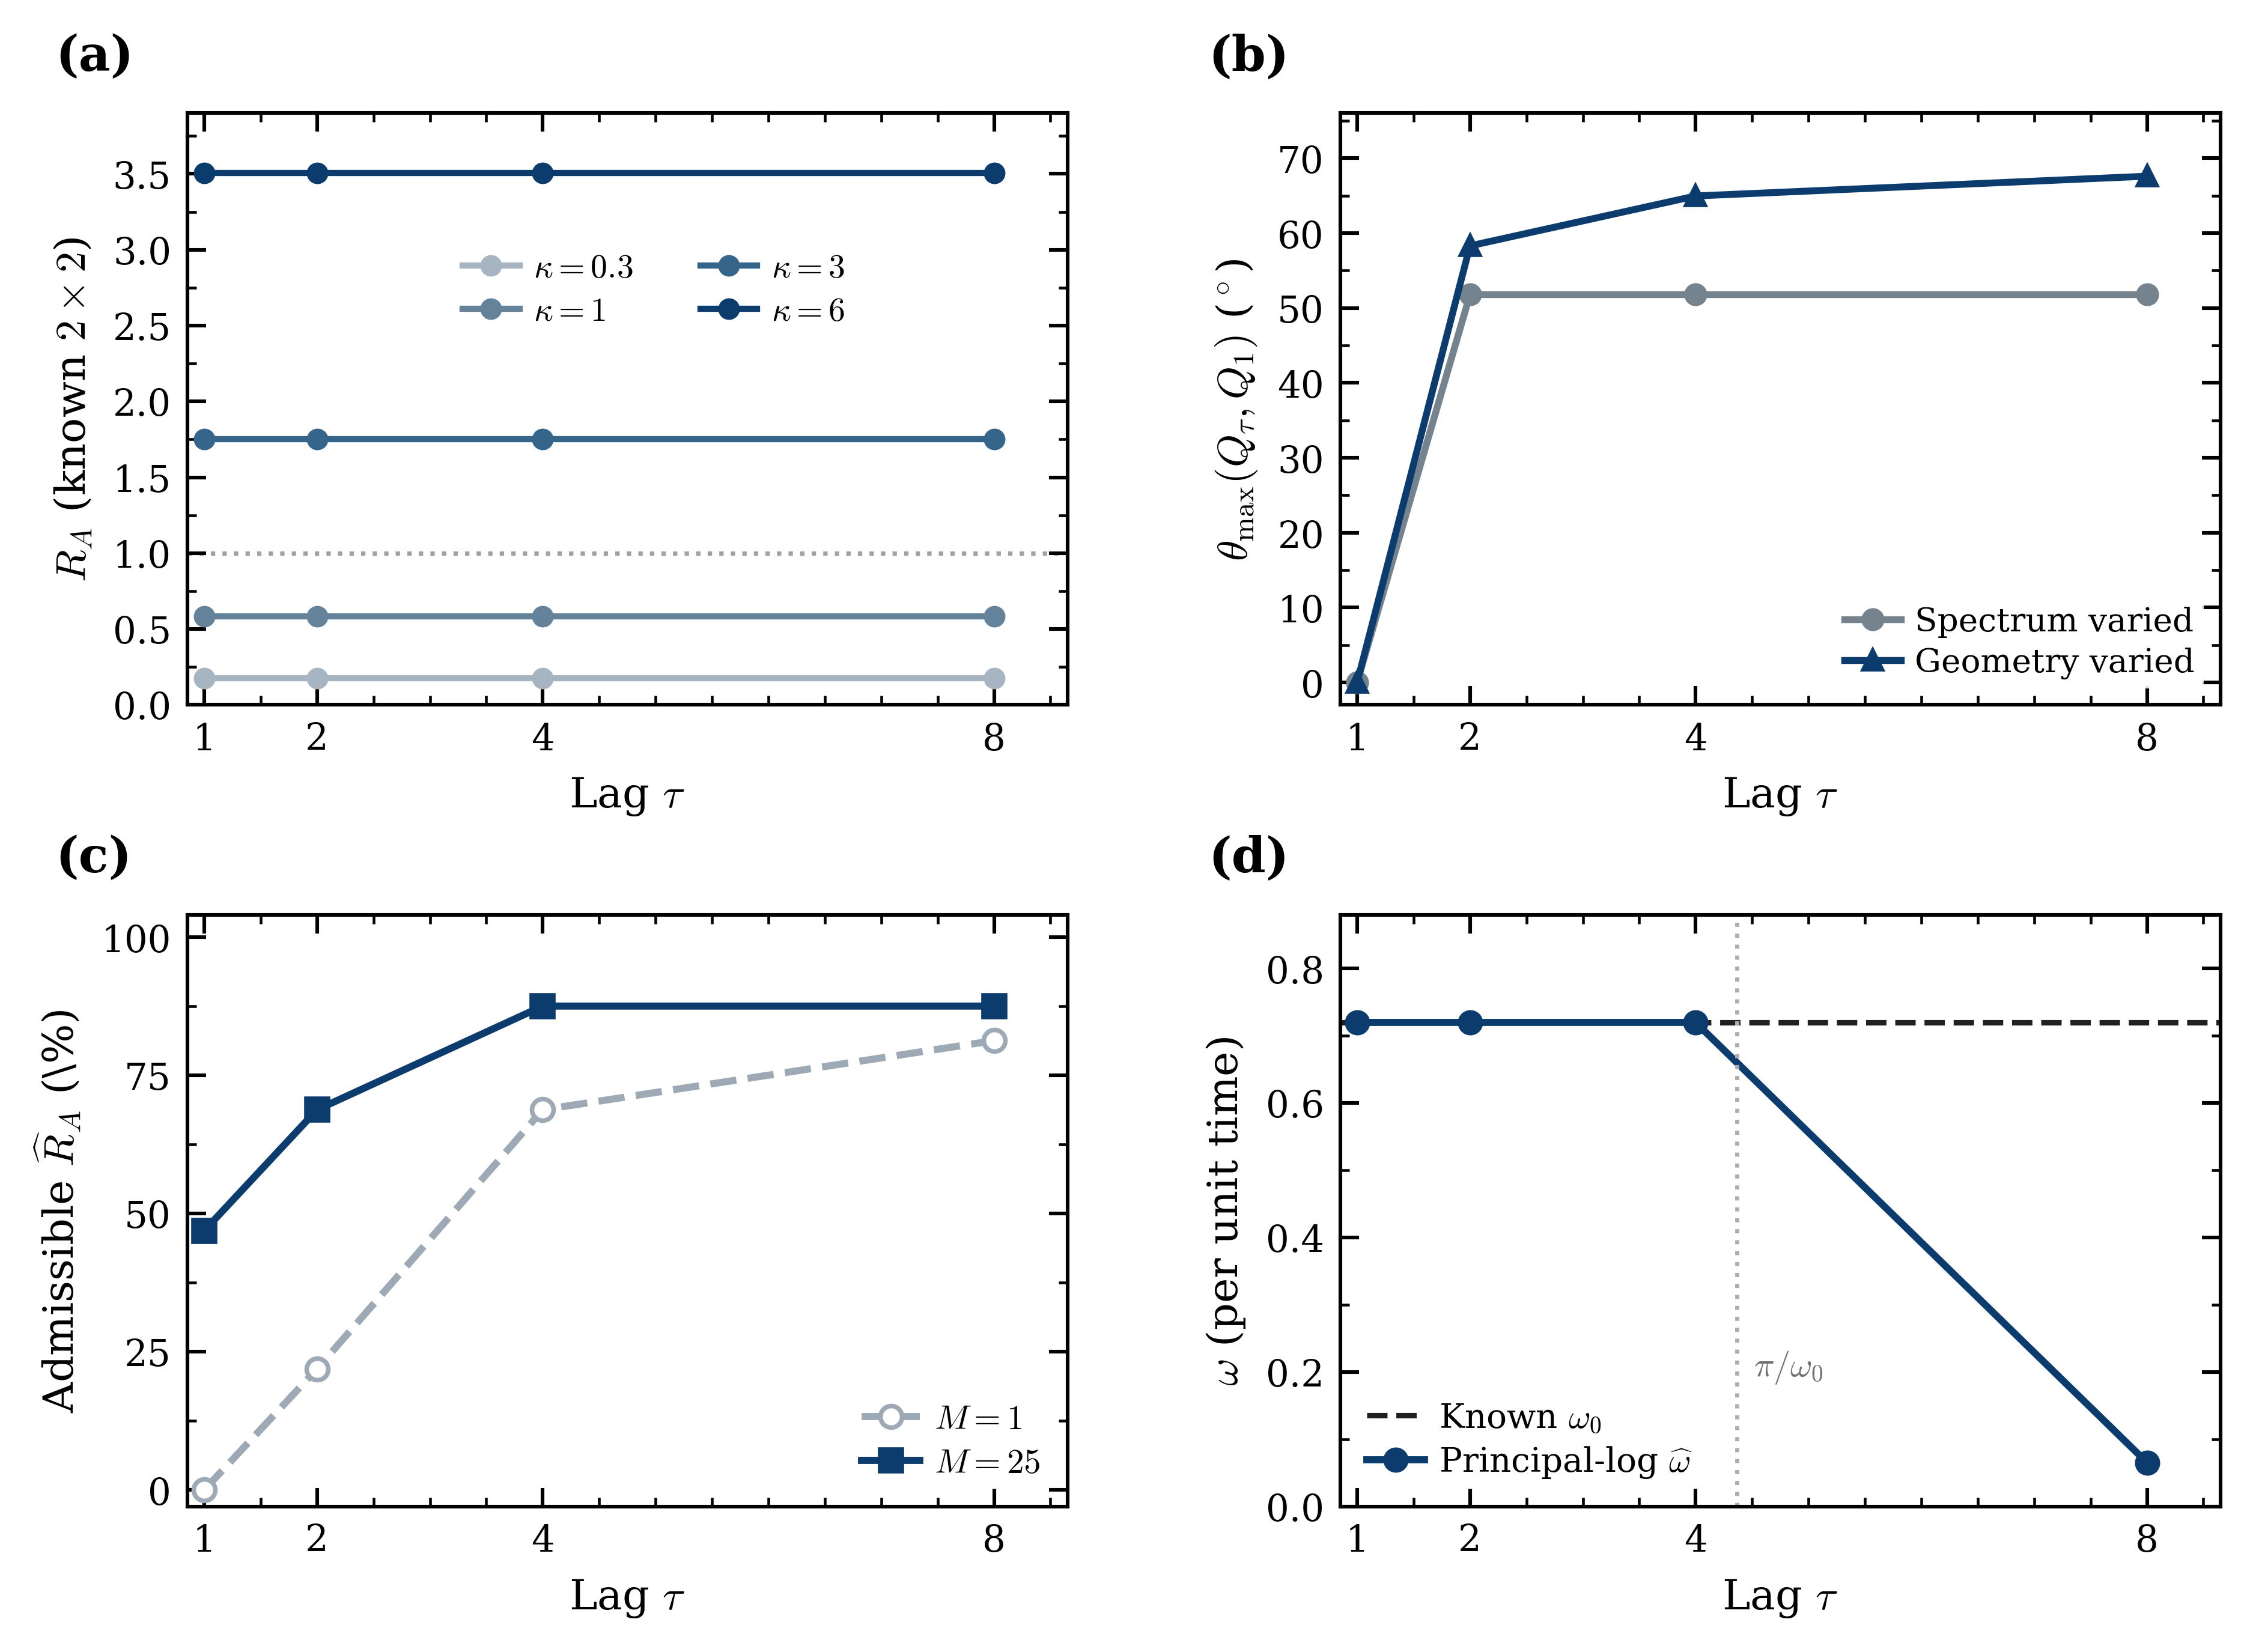 (a)
3.5
3.0
2.5
2.0
1.5
1.0
0.5
0.0
R_A (known 2 × 2)
κ = 0.3
κ = 1
κ = 3
κ = 6
1 2 4 8
Lag τ
(b)
70
60
50
40
30
20
10
0
θ_max(Q_τ, Q_1) (°)
Spectrum varied
Geometry varied
1 2 4 8
Lag τ
(c)
100
75
50
25
0
Admissible R̂_A (\%)
M = 1
M = 25
1 2 4 8
Lag τ
(d)
0.8
0.6
0.4
0.2
0.0
ω (per unit time)
π/ω_0
Known ω_0
Principal-log ω̂
1 2 4 8
Lag τ